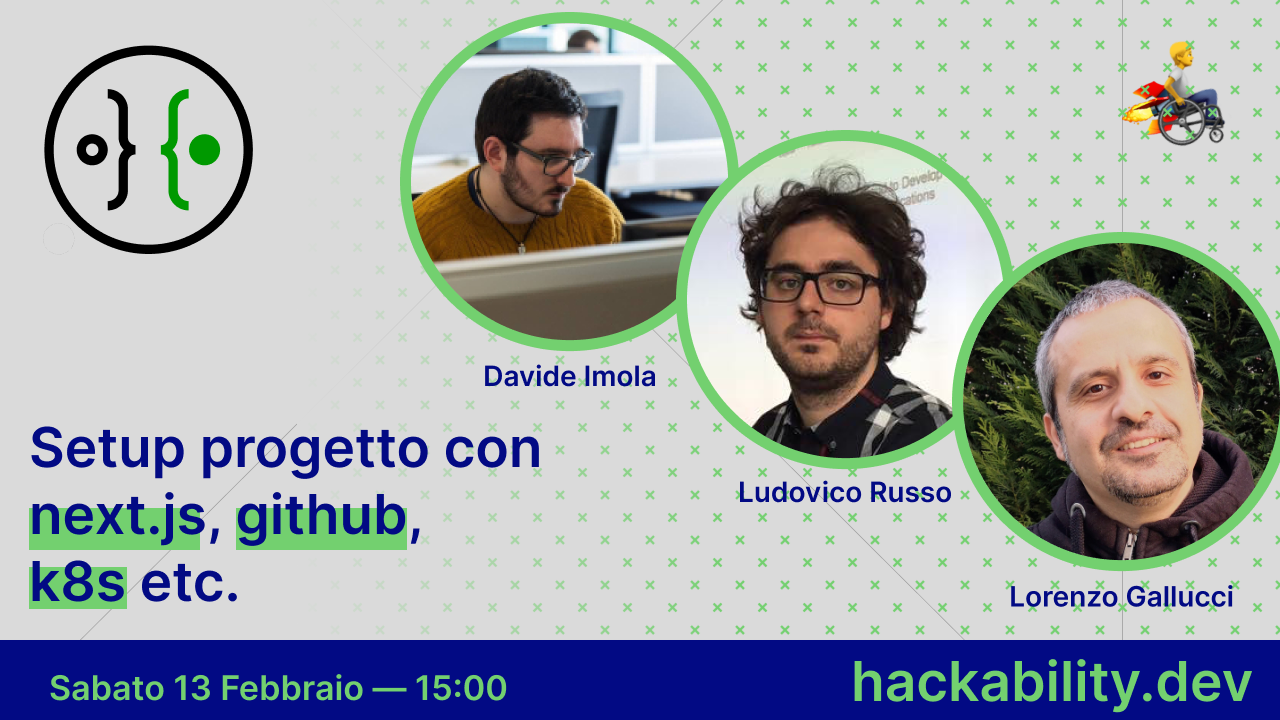 Davide Imola
Ludovico Russo
Lorenzo Gallucci
Setup progetto con
next.js, github,
k8s etc.
Sabato 13 Febbraio — 15:00
hackability.dev